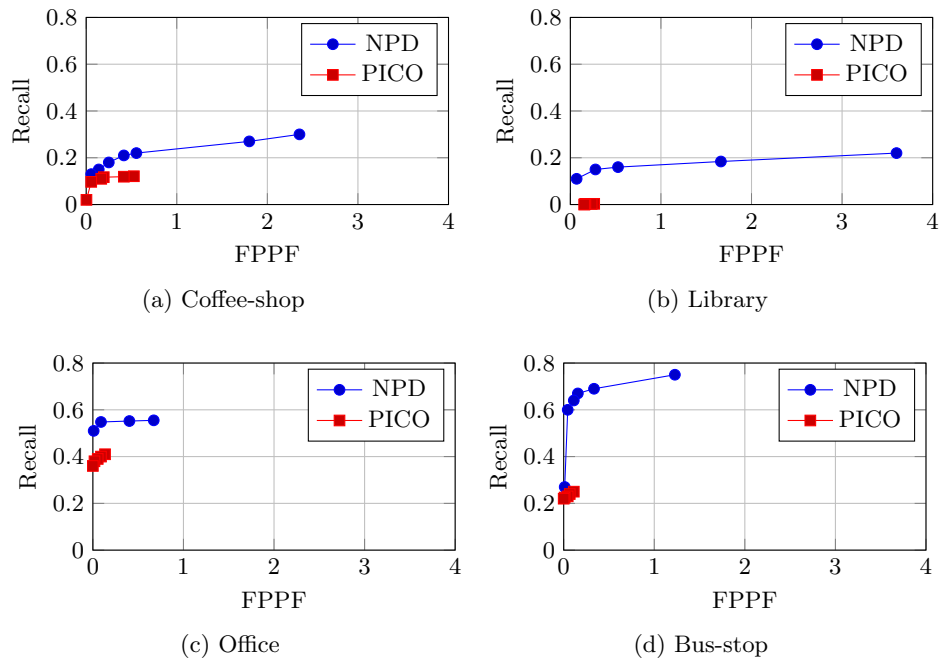 0.8
0.6
0.4
0.2
0
Recall
0 1 2 3 4
FPPF
NPD
PICO
(a) Coffee-shop
0.8
0.6
0.4
0.2
0
Recall
0 1 2 3 4
FPPF
NPD
PICO
(b) Library
0.8
0.6
0.4
0.2
0
Recall
0 1 2 3 4
FPPF
NPD
PICO
(c) Office
0.8
0.6
0.4
0.2
0
Recall
0 1 2 3 4
FPPF
NPD
PICO
(d) Bus-stop